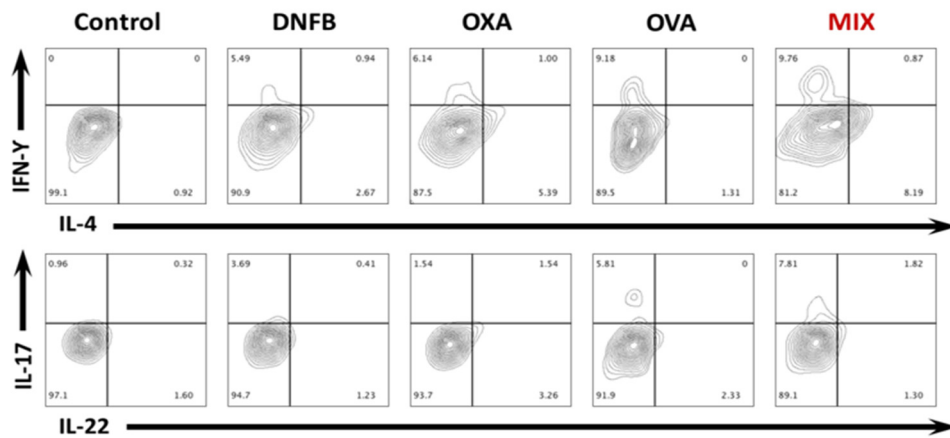 Control DNFB OXA OVA MIX
0 0 5.49 0.94 6.14 1.00 9.18 0 9.76 0.87
IFN-Y
99.1 0.92 90.9 2.67 87.5 5.39 89.5 1.31 81.2 8.19
IL-4
0.96 0.32 3.69 0.41 1.54 1.54 5.81 0 7.81 1.82
IL-17
97.1 1.60 94.7 1.23 93.7 3.26 91.9 2.33 89.1 1.30
IL-22